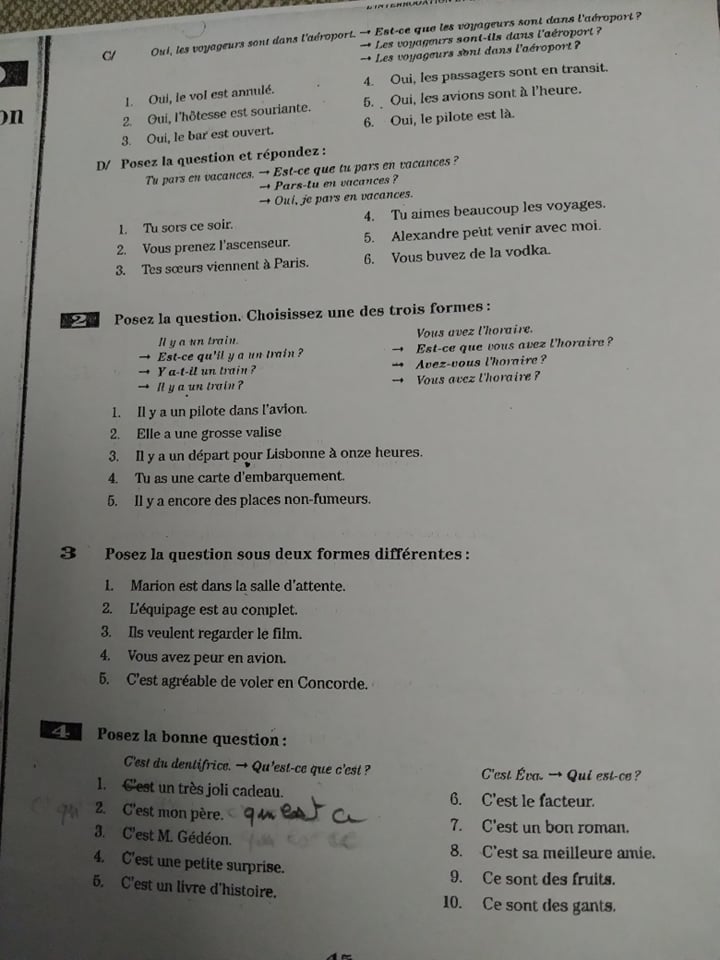 L'INTERROGATION
on
C/ Oui, les voyageurs sont dans l'aéroport. → Est-ce que les voyageurs sont dans l'aéroport ?
→ Les voyageurs sont-ils dans l'aéroport ?
→ Les voyageurs sont dans l'aéroport ?
1. Oui, le vol est annulé.
2. Oui, l'hôtesse est souriante.
3. Oui, le bar est ouvert.
4. Oui, les passagers sont en transit.
5. Oui, les avions sont à l'heure.
6. Oui, le pilote est là.
D/ Posez la question et répondez :
Tu pars en vacances. → Est-ce que tu pars en vacances ?
→ Pars-tu en vacances ?
→ Oui, je pars en vacances.
1. Tu sors ce soir.
2. Vous prenez l'ascenseur.
3. Tes sœurs viennent à Paris.
4. Tu aimes beaucoup les voyages.
5. Alexandre peut venir avec moi.
6. Vous buvez de la vodka.
2 Posez la question. Choisissez une des trois formes :
Il y a un train.
→ Est-ce qu'il y a un train ?
→ Y a-t-il un train ?
→ Il y a un train ?
Vous avez l'horaire.
→ Est-ce que vous avez l'horaire ?
→ Avez-vous l'horaire ?
→ Vous avez l'horaire ?
1. Il y a un pilote dans l'avion.
2. Elle a une grosse valise
3. Il y a un départ pour Lisbonne à onze heures.
4. Tu as une carte d'embarquement.
5. Il y a encore des places non-fumeurs.
3 Posez la question sous deux formes différentes :
1. Marion est dans la salle d'attente.
2. L'équipage est au complet.
3. Ils veulent regarder le film.
4. Vous avez peur en avion.
5. C'est agréable de voler en Concorde.
4 Posez la bonne question :
C'est du dentifrice. → Qu'est-ce que c'est ?
1. C'est un très joli cadeau.
2. C'est mon père. qu est ce
3. C'est M. Gédéon.
4. C'est une petite surprise.
5. C'est un livre d'histoire.
C'est Éva. → Qui est-ce ?
6. C'est le facteur.
7. C'est un bon roman.
8. C'est sa meilleure amie.
9. Ce sont des fruits.
10. Ce sont des gants.
45